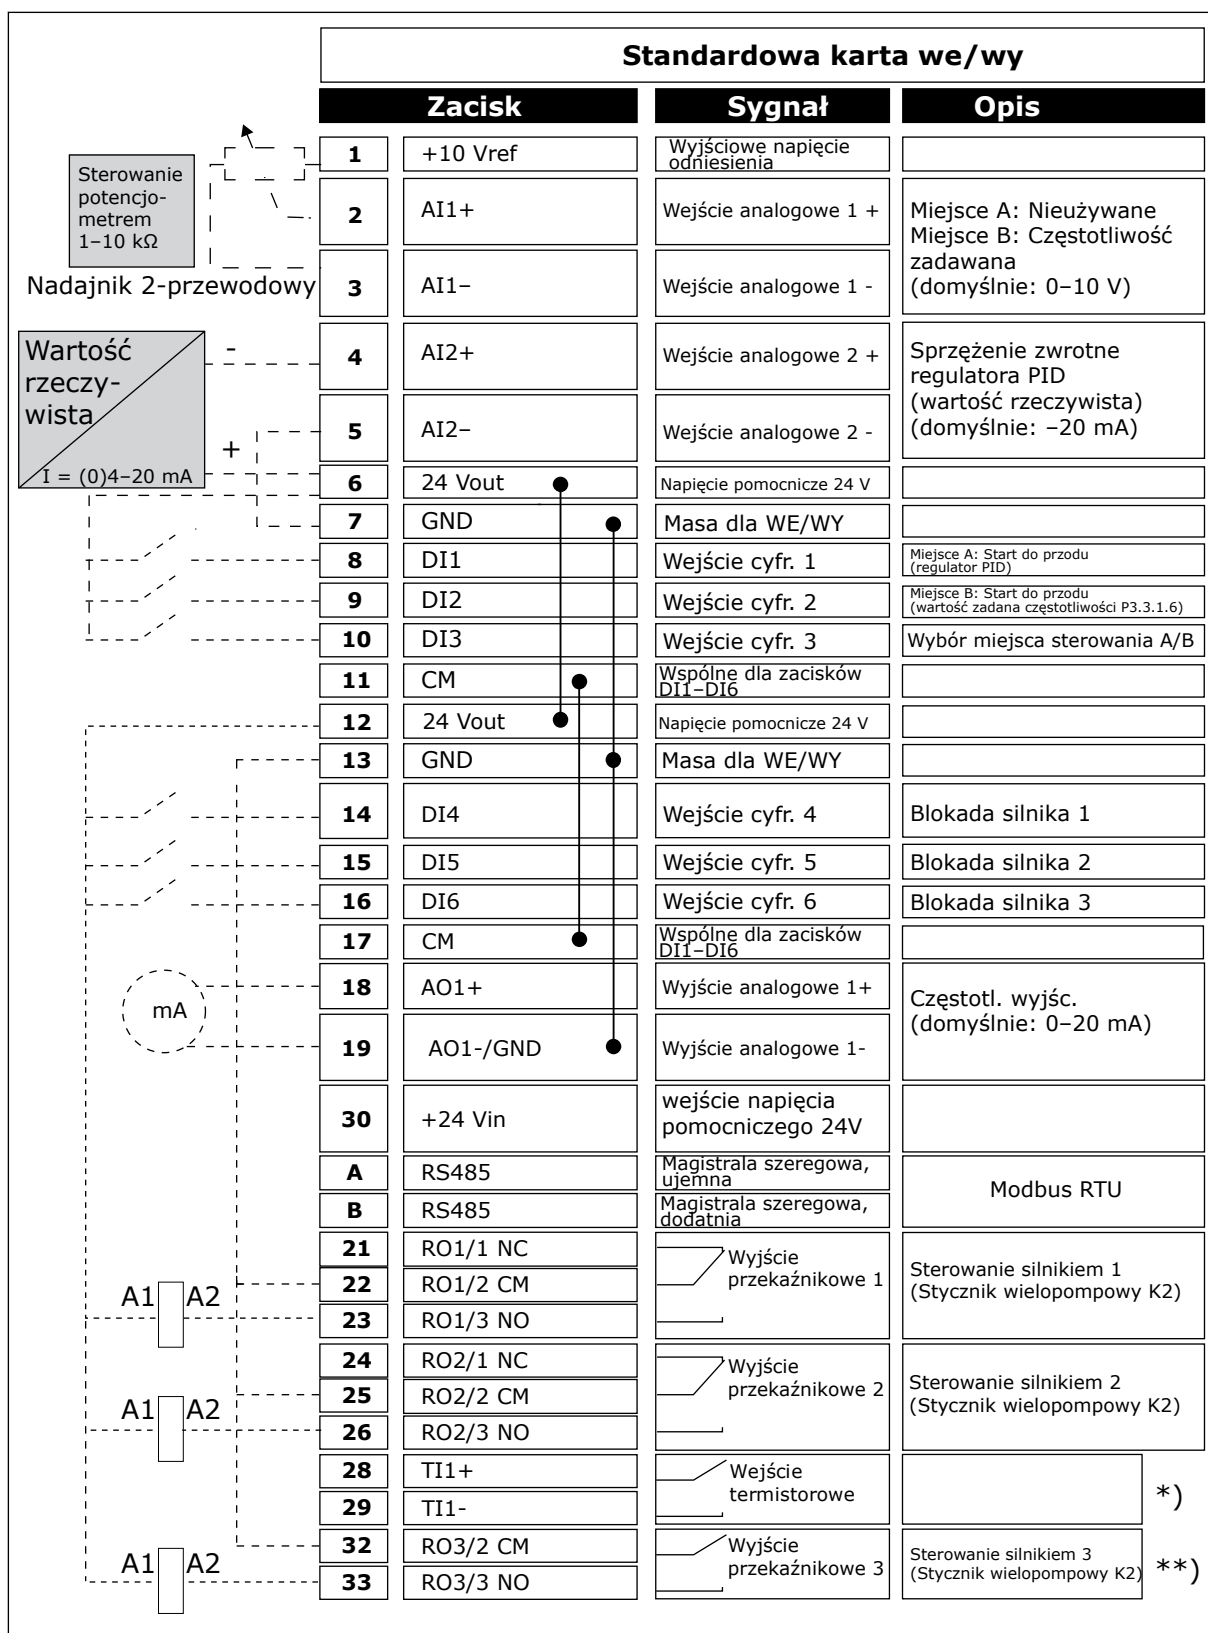 Standardowa karta we/wy
Zacisk Sygnał Opis
Sterowanie
potencjo-
metrem
1–10 kΩ
Nadajnik 2-przewodowy
Wartość
rzeczy-
wista
-
+
I = (0)4–20 mA
1 +10 Vref Wyjściowe napięcie
odniesienia
2 AI1+ Wejście analogowe 1 +
3 AI1– Wejście analogowe 1 -
Miejsce A: Nieużywane
Miejsce B: Częstotliwość
zadawana
(domyślnie: 0–10 V)
4 AI2+ Wejście analogowe 2 +
5 AI2– Wejście analogowe 2 -
Sprzężenie zwrotne
regulatora PID
(wartość rzeczywista)
(domyślnie: –20 mA)
6 24 Vout Napięcie pomocnicze 24 V
7 GND Masa dla WE/WY
8 DI1 Wejście cyfr. 1 Miejsce A: Start do przodu
(regulator PID)
9 DI2 Wejście cyfr. 2 Miejsce B: Start do przodu
(wartość zadana częstotliwości P3.3.1.6)
10 DI3 Wejście cyfr. 3 Wybór miejsca sterowania A/B
11 CM Wspólne dla zacisków
DI1–DI6
12 24 Vout Napięcie pomocnicze 24 V
13 GND Masa dla WE/WY
14 DI4 Wejście cyfr. 4 Blokada silnika 1
15 DI5 Wejście cyfr. 5 Blokada silnika 2
16 DI6 Wejście cyfr. 6 Blokada silnika 3
17 CM Wspólne dla zacisków
DI1–DI6
mA
18 AO1+ Wyjście analogowe 1+
19 AO1-/GND Wyjście analogowe 1-
Częstotl. wyjśc.
(domyślnie: 0–20 mA)
30 +24 Vin wejście napięcia
pomocniczego 24V
A RS485 Magistrala szeregowa,
ujemna
B RS485 Magistrala szeregowa,
dodatnia
Modbus RTU
21 RO1/1 NC
22 RO1/2 CM
23 RO1/3 NO
A1 A2
Wyjście
przekaźnikowe 1
Sterowanie silnikiem 1
(Stycznik wielopompowy K2)
24 RO2/1 NC
25 RO2/2 CM
26 RO2/3 NO
A1 A2
Wyjście
przekaźnikowe 2
Sterowanie silnikiem 2
(Stycznik wielopompowy K2)
28 TI1+
29 TI1-
Wejście
termistorowe
*)
32 RO3/2 CM
33 RO3/3 NO
A1 A2
Wyjście
przekaźnikowe 3
Sterowanie silnikiem 3
(Stycznik wielopompowy K2)
**)